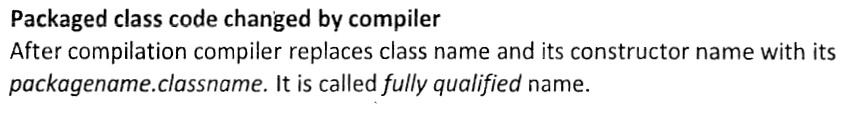 Packaged class code changed by compiler
After compilation compiler replaces class name and its constructor name with its
packagename.classname. It is called fully qualified name.